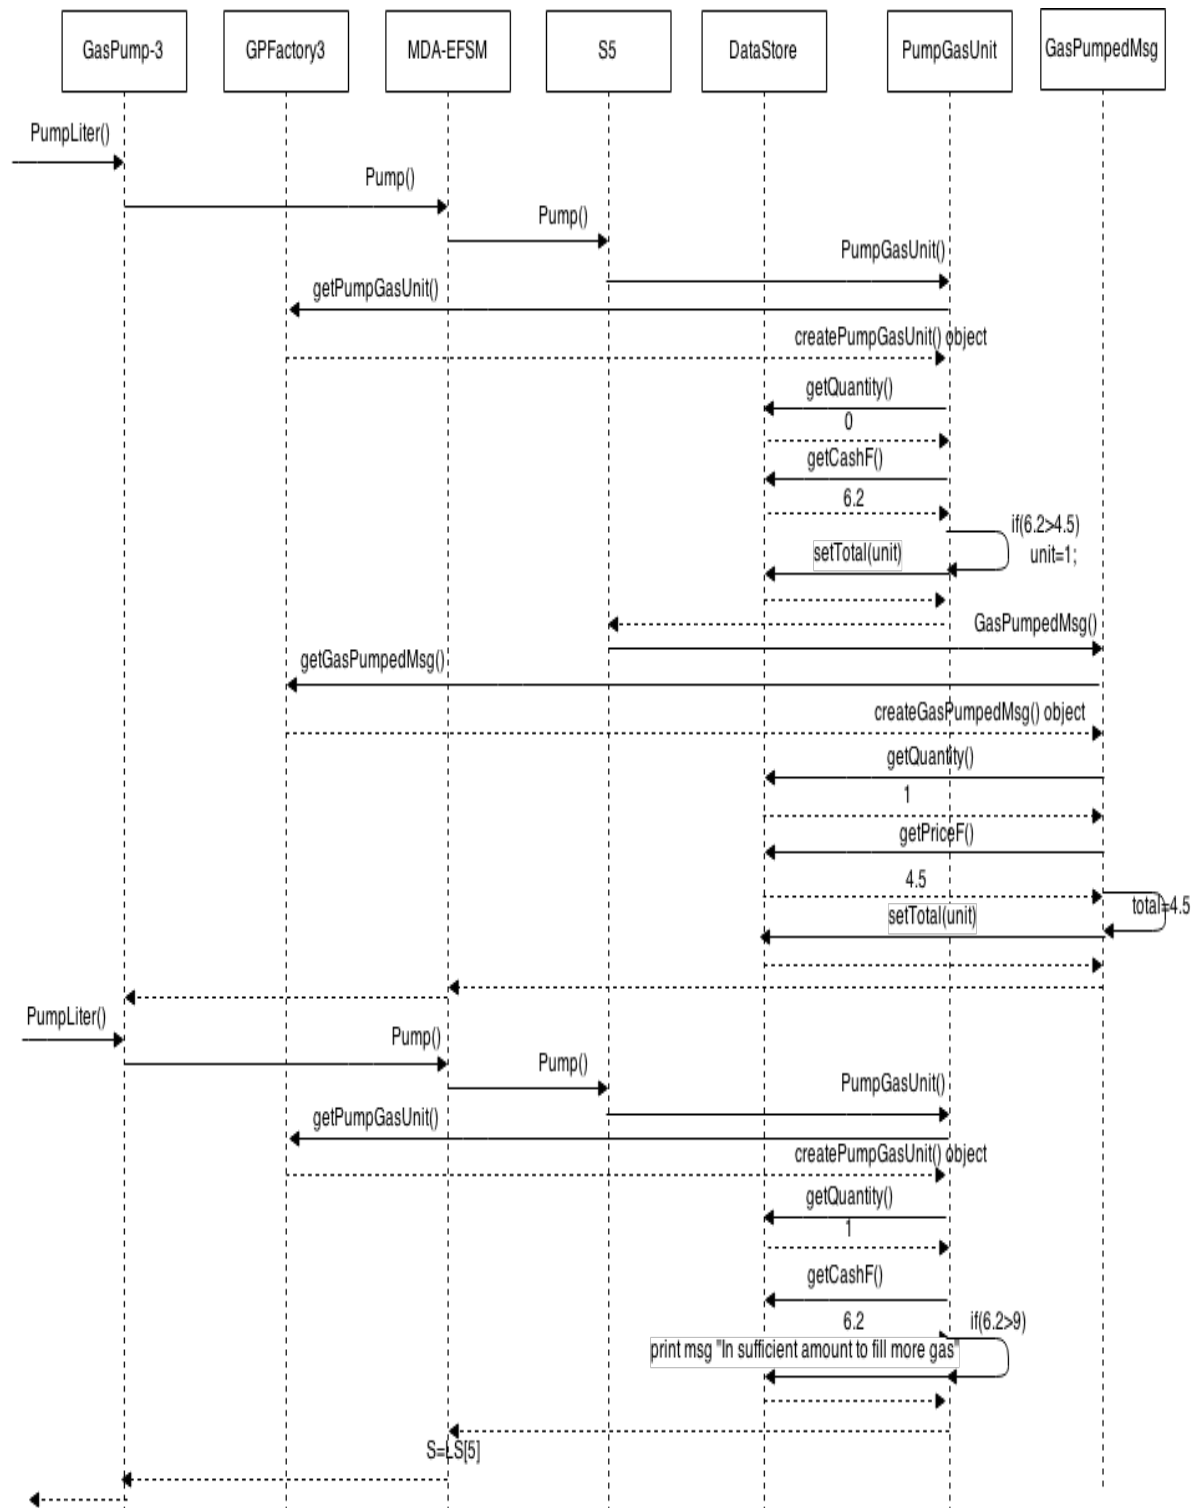 GasPump-3
GPFactory3
MDA-EFSM
S5
DataStore
PumpGasUnit
GasPumpedMsg
PumpLiter()
Pump()
Pump()
PumpGasUnit()
getPumpGasUnit()
createPumpGasUnit() object
getQuantity()
0
getCashF()
6.2
if(6.2>4.5)
unit=1;
setTotal(unit)
GasPumpedMsg()
getGasPumpedMsg()
createGasPumpedMsg() object
getQuantity()
1
getPriceF()
4.5
total=4.5
setTotal(unit)
PumpLiter()
Pump()
Pump()
PumpGasUnit()
getPumpGasUnit()
createPumpGasUnit() object
getQuantity()
1
getCashF()
6.2
if(6.2>9)
print msg "In sufficient amount to fill more gas"
S=LS[5]